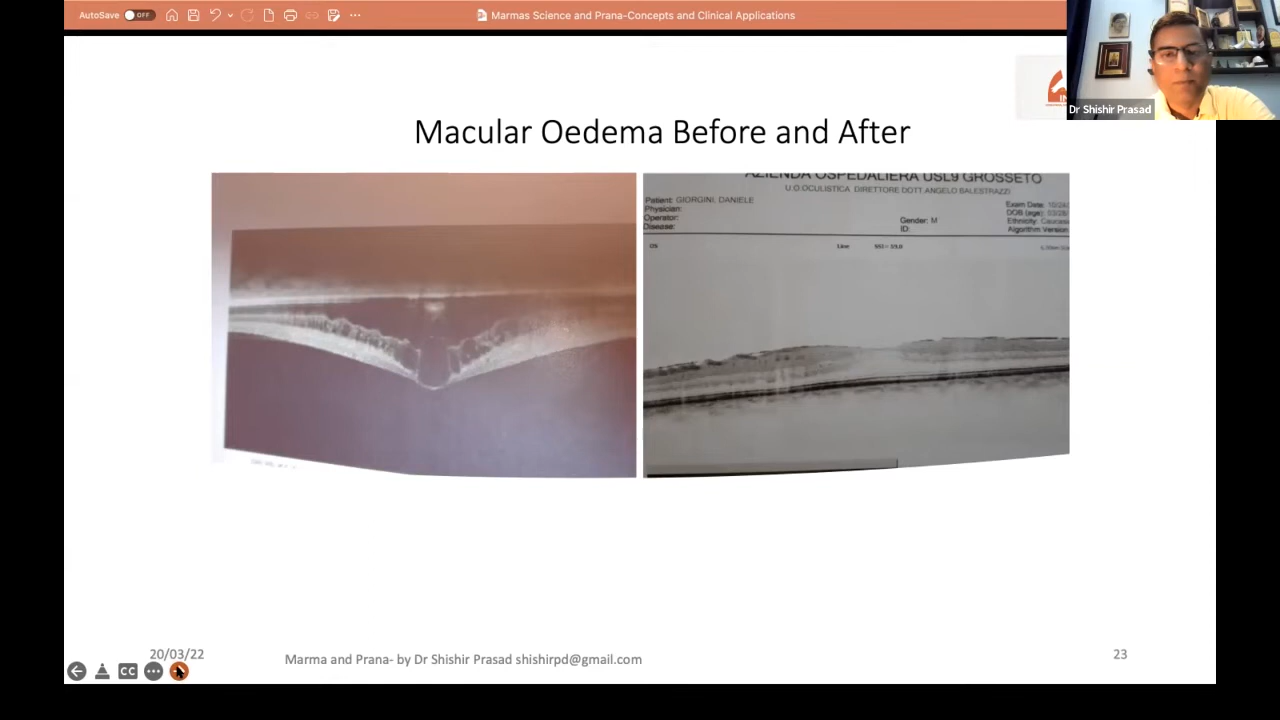 AutoSave OFF
Marmas Science and Prana-Concepts and Clinical Applications
Dr Shishir Prasad
Macular Oedema Before and After
AZIENDA OSPEDALIERA USL9 GROSSETO
U.O.OCULISTICA DIRETTORE DOTT.ANGELO BALESTRAZZI
Patient: GIORGINI, DANIELE
Physician:
Operator:
Disease:
Gender: M
ID:
Exam Date:
DOB (age):
Ethnicity:
Algorithm Version
OS
Line
20/03/22
CC
Marma and Prana- by Dr Shishir Prasad shishirpd@gmail.com
23